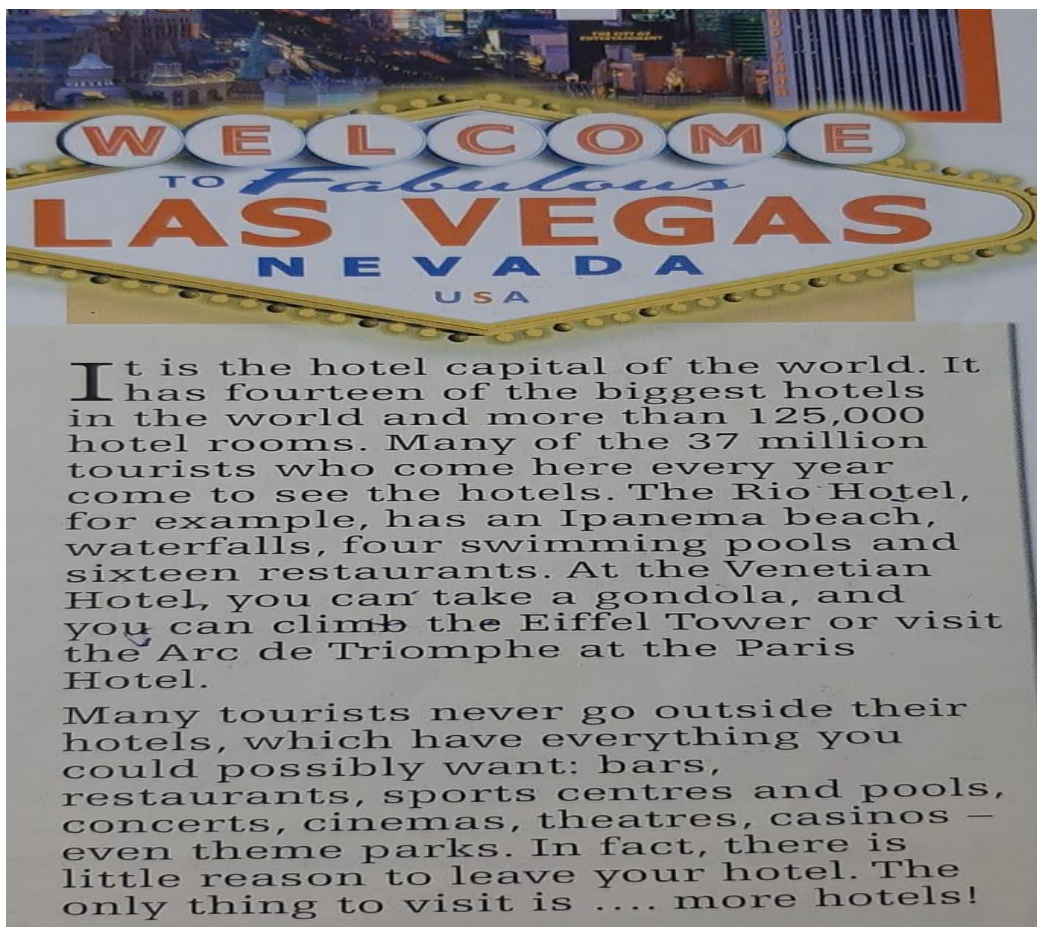 THE CITY OF
ENTERTAINMENT
WELCOME
TO Fabulous
LAS VEGAS
NEVADA
USA
It is the hotel capital of the world. It
has fourteen of the biggest hotels
in the world and more than 125,000
hotel rooms. Many of the 37 million
tourists who come here every year
come to see the hotels. The Rio Hotel,
for example, has an Ipanema beach,
waterfalls, four swimming pools and
sixteen restaurants. At the Venetian
Hotel, you can take a gondola, and
you can climb the Eiffel Tower or visit
the Arc de Triomphe at the Paris
Hotel.
Many tourists never go outside their
hotels, which have everything you
could possibly want: bars,
restaurants, sports centres and pools,
concerts, cinemas, theatres, casinos –
even theme parks. In fact, there is
little reason to leave your hotel. The
only thing to visit is .... more hotels!